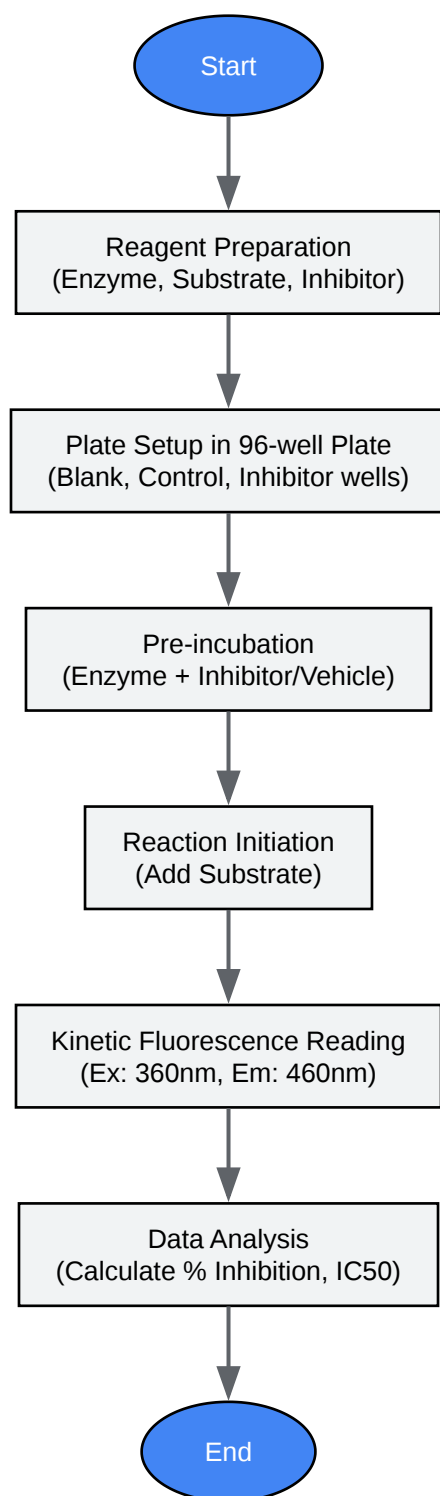 Start
Reagent Preparation
(Enzyme, Substrate, Inhibitor)
Plate Setup in 96-well Plate
(Blank, Control, Inhibitor wells)
Pre-incubation
(Enzyme + Inhibitor/Vehicle)
Reaction Initiation
(Add Substrate)
Kinetic Fluorescence Reading
(Ex: 360nm, Em: 460nm)
Data Analysis
(Calculate % Inhibition, IC50)
End